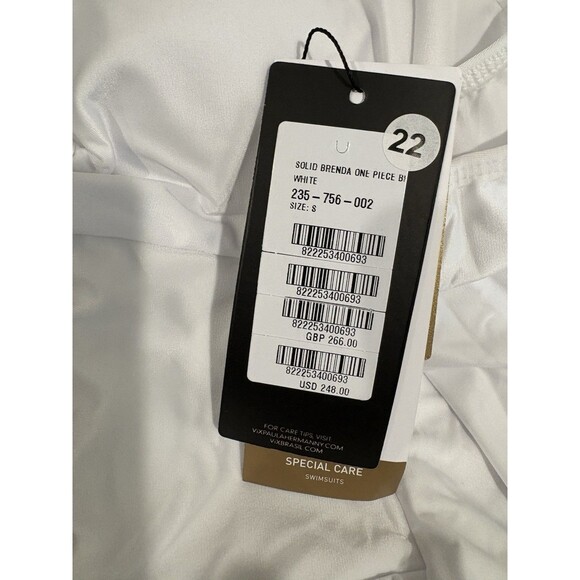 22
SOLID BRENDA ONE PIECE
WHITE
235-756-002
SIZE: S
822253400693
822253400693
822253400693
GBP 266.00
822253400693
USD 248.00
FOR CARE TIPS, VISIT
ViXPAULAHERMANNY.COM
ViXBRASIL.COM
SPECIAL CARE
SWIMSUITS